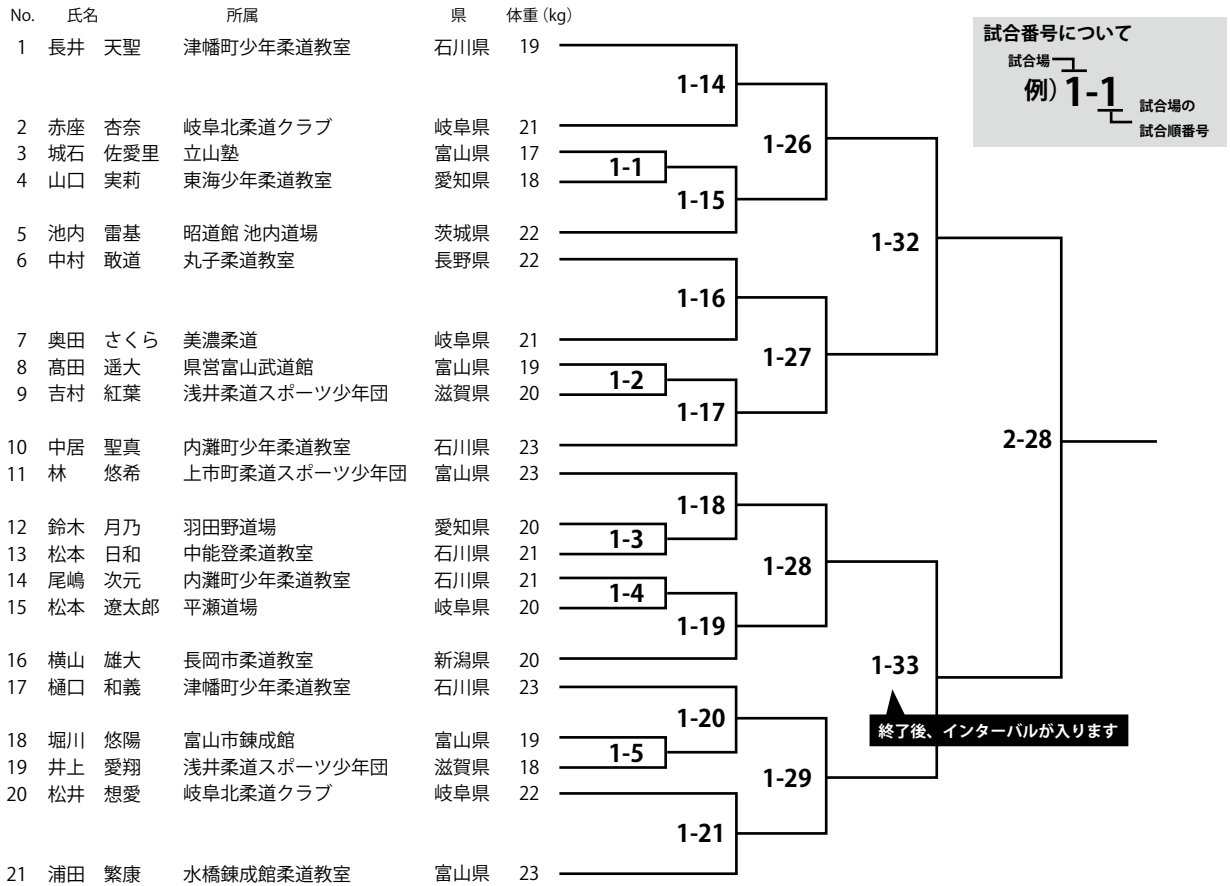 No. 氏名 所属 県 体重（kg）
1 長井 天聖 津幡町少年柔道教室 石川県 19
2 赤座 杏奈 岐阜北柔道クラブ 岐阜県 21
3 城石 佐愛里 立山塾 富山県 17
4 山口 実莉 東海少年柔道教室 愛知県 18
5 池内 雷基 昭道館 池内道場 茨城県 22
6 中村 敢道 丸子柔道教室 長野県 22
7 奥田 さくら 美濃柔道 岐阜県 21
8 髙田 遥大 県営富山武道館 富山県 19
9 吉村 紅葉 浅井柔道スポーツ少年団 滋賀県 20
10 中居 聖真 内灘町少年柔道教室 石川県 23
11 林 悠希 上市町柔道スポーツ少年団 富山県 23
12 鈴木 月乃 羽田野道場 愛知県 20
13 松本 日和 中能登柔道教室 石川県 21
14 尾嶋 次元 内灘町少年柔道教室 石川県 21
15 松本 遼太郎 平瀬道場 岐阜県 20
16 横山 雄大 長岡市柔道教室 新潟県 20
17 樋口 和義 津幡町少年柔道教室 石川県 23
18 堀川 悠陽 富山市錬成館 富山県 19
19 井上 愛翔 浅井柔道スポーツ少年団 滋賀県 18
20 松井 想愛 岐阜北柔道クラブ 岐阜県 22
21 浦田 繁康 水橋錬成館柔道教室 富山県 23
1-1
1-2
1-3
1-4
1-5
1-14
1-15
1-16
1-17
1-18
1-19
1-20
1-21
1-26
1-27
1-28
1-29
1-32
1-33
終了後、インターバルが入ります
2-28
試合番号について
試合場
例）1-1
試合場の
試合順番号